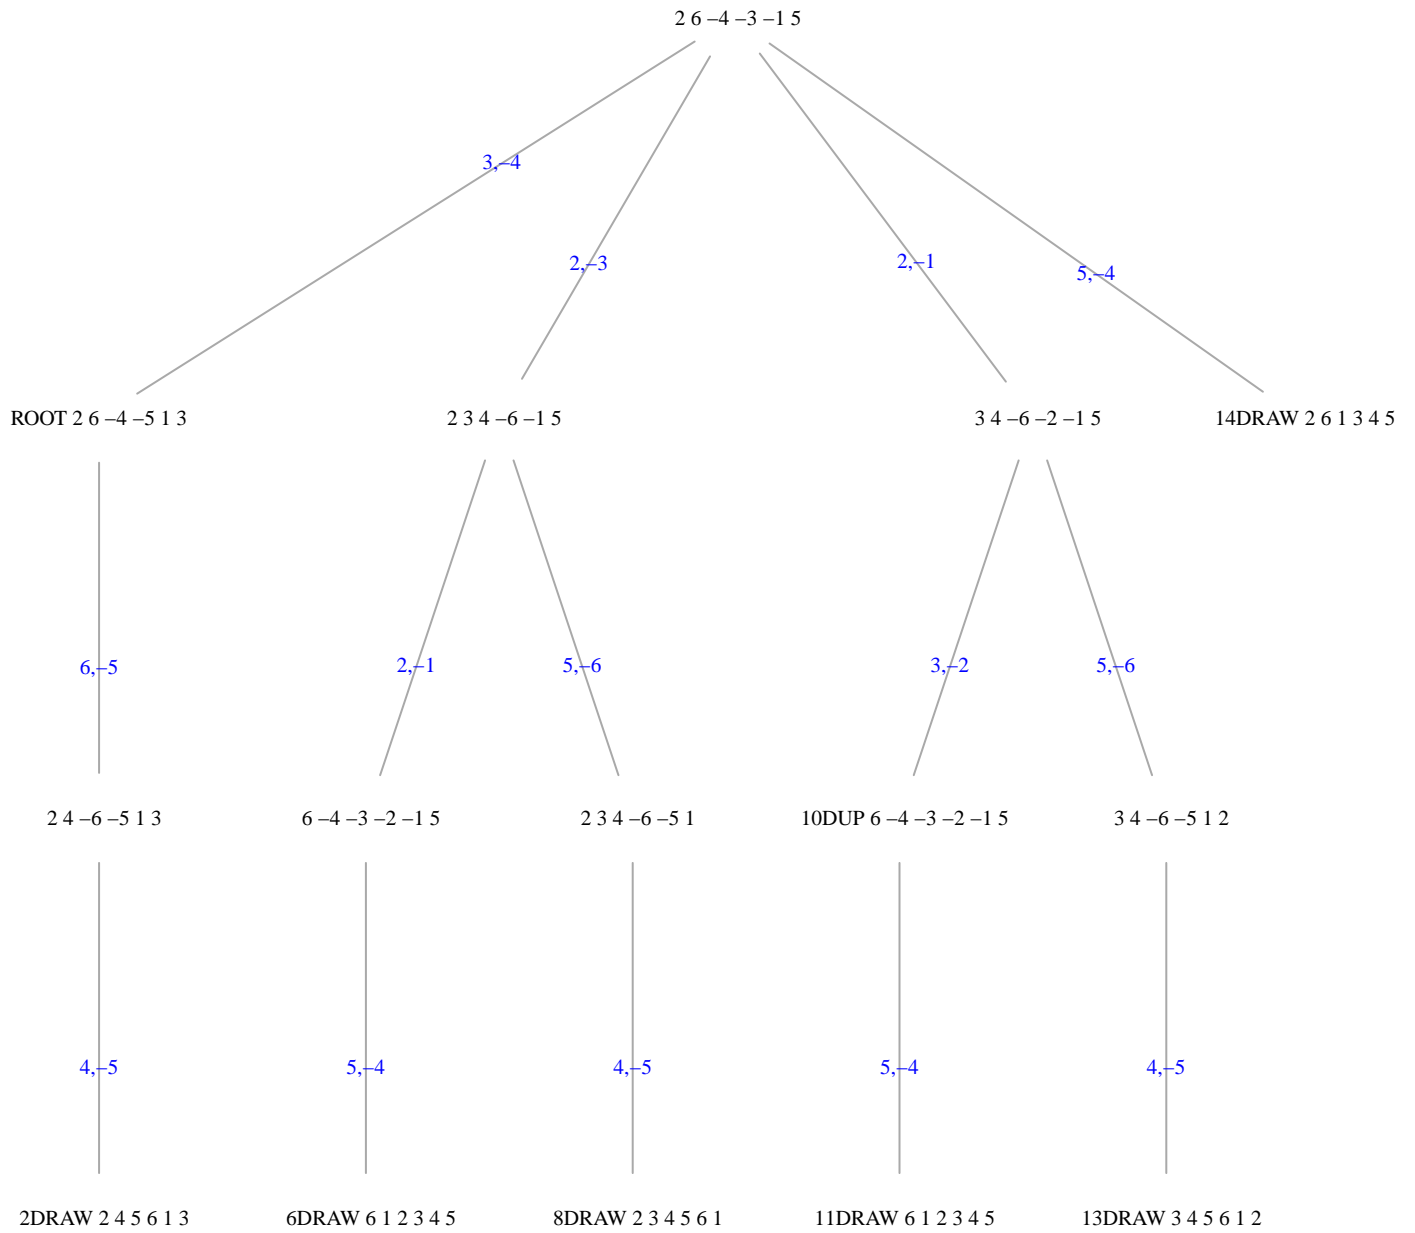 2 6 –4 –3 –1 5
3,–4
2,–3
2,–1
5,–4
ROOT 2 6 –4 –5 1 3
2 3 4 –6 –1 5
3 4 –6 –2 –1 5
14DRAW 2 6 1 3 4 5
6,–5
2,–1
5,–6
3,–2
5,–6
2 4 –6 –5 1 3
6 –4 –3 –2 –1 5
2 3 4 –6 –5 1
10DUP 6 –4 –3 –2 –1 5
3 4 –6 –5 1 2
4,–5
5,–4
4,–5
5,–4
4,–5
2DRAW 2 4 5 6 1 3
6DRAW 6 1 2 3 4 5
8DRAW 2 3 4 5 6 1
11DRAW 6 1 2 3 4 5
13DRAW 3 4 5 6 1 2